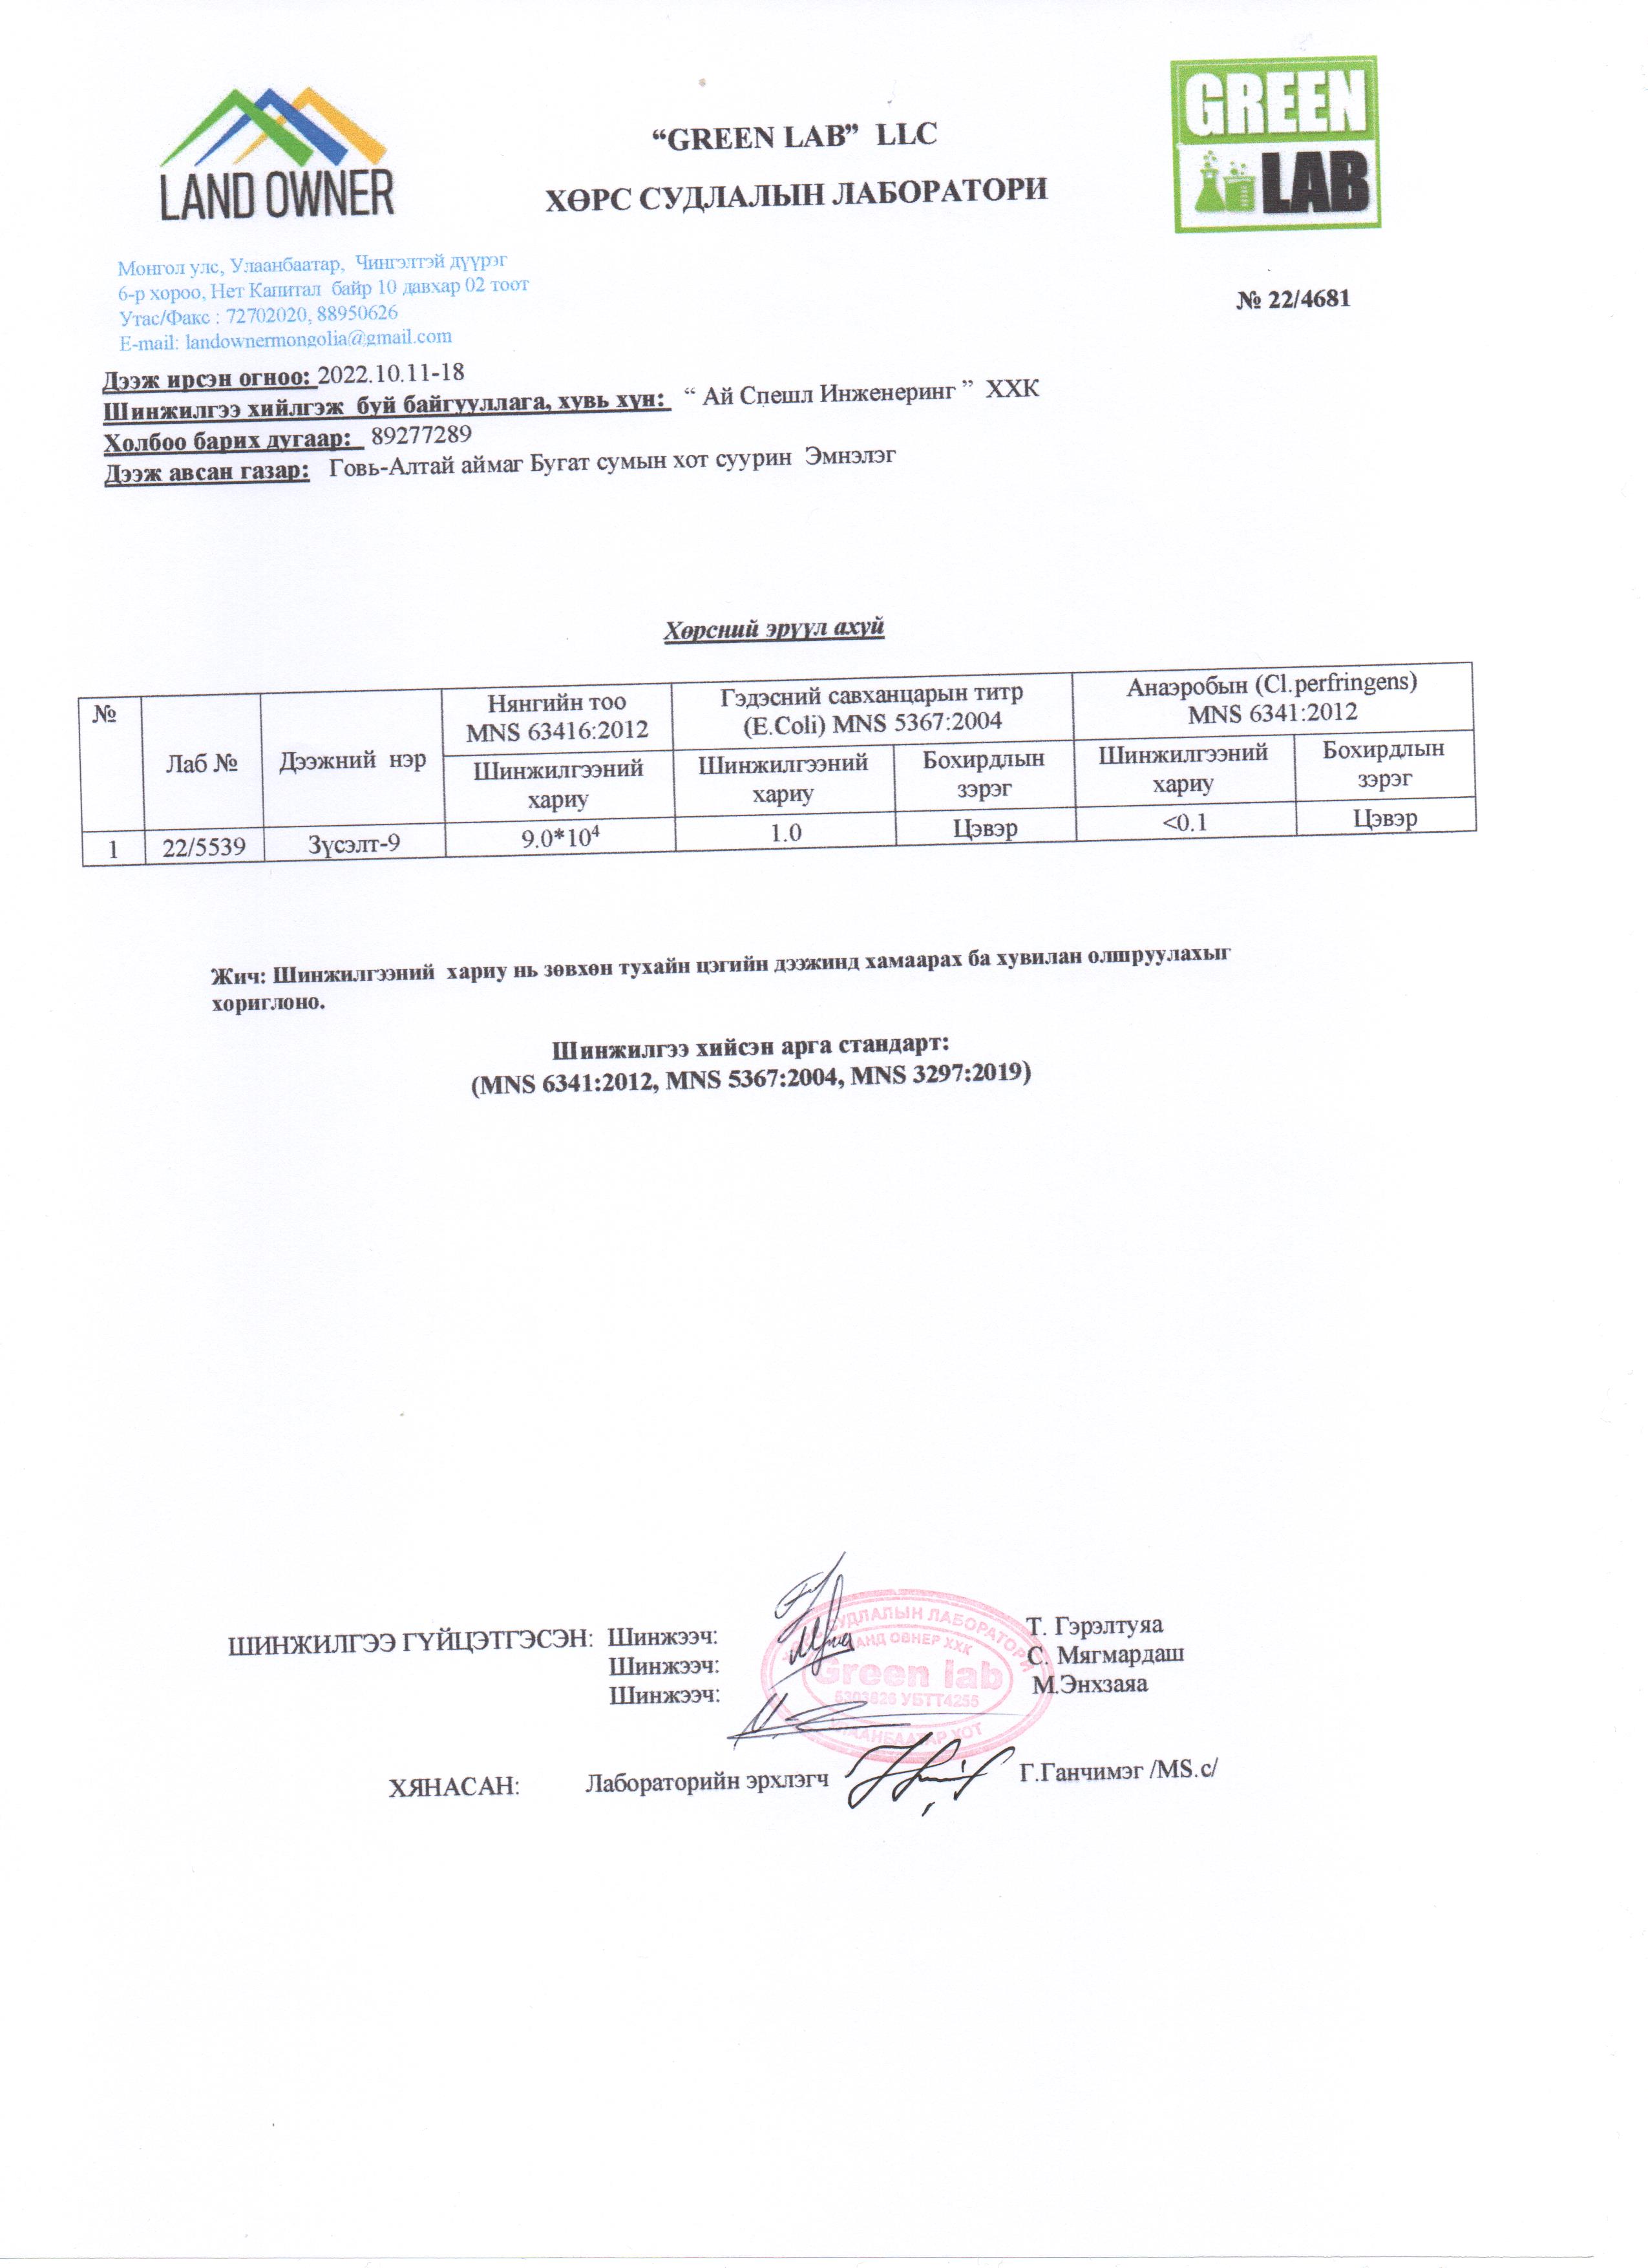 LAND OWNER
“GREEN LAB” LLC
ХӨРС СУДЛАЛЫН ЛАБОРАТОРИ
GREEN
LAB
Монгол улс, Улаанбаатар, Чингэлтэй дүүрэг
6-р хороо, Нет Капитал байр 10 давхар 02 тоот
Утас/Факс : 72702020, 88950626
E-mail: landownermongolia@gmail.com
№ 22/4681
Дээж ирсэн огноо: 2022.10.11-18
Шинжилгээ хийлгэж буй байгууллага, хувь хүн: “ Ай Спешл Инженеринг ” ХХК
Холбоо барих дугаар: 89277289
Дээж авсан газар: Говь-Алтай аймаг Бугат сумын хот суурин Эмнэлэг
Хөрсний эрүүл ахуй
№ Лаб № Дээжний нэр Нянгийн тоо MNS 63416:2012 Гэдэсний савханцарын титр (E.Coli) MNS 5367:2004 Анаэробын (Cl.perfringens) MNS 6341:2012
Шинжилгээний хариу Шинжилгээний хариу Бохирдлын зэрэг Шинжилгээний хариу Бохирдлын зэрэг
1 22/5539 Зүсэлт-9 9.0*10⁴ 1.0 Цэвэр <0.1 Цэвэр
Жич: Шинжилгээний хариу нь зөвхөн тухайн цэгийн дээжинд хамаарах ба хувилан олшруулахыг
хориглоно.
Шинжилгээ хийсэн арга стандарт:
(MNS 6341:2012, MNS 5367:2004, MNS 3297:2019)
ШИНЖИЛГЭЭ ГҮЙЦЭТГЭСЭН: Шинжээч: Т. Гэрэлтуяа
Шинжээч: С. Мягмардаш
Шинжээч: М.Энхзаяа
СУДЛАЛЫН ЛАБОРАТОРИ
ЛАНД ОВНЕР ХХК
Green lab
УБТТ4255
УЛААНБААТАР ХОТ
ХЯНАСАН: Лабораторийн эрхлэгч Г.Ганчимэг /MS.c/